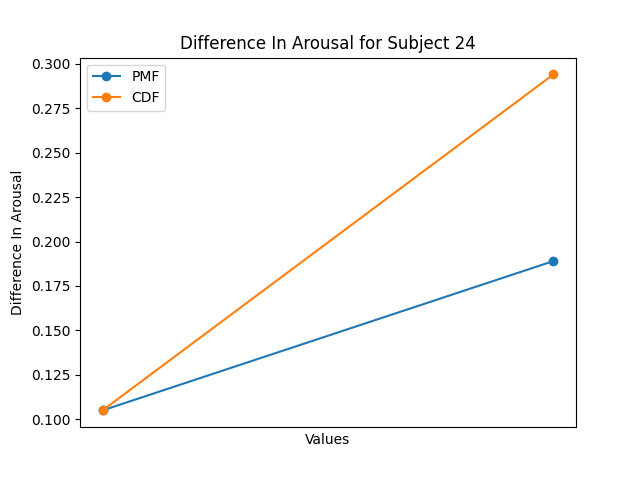 Difference In Arousal for Subject 24
PMF
CDF
0.300
0.275
0.250
0.225
0.200
0.175
0.150
0.125
0.100
Difference In Arousal
Values